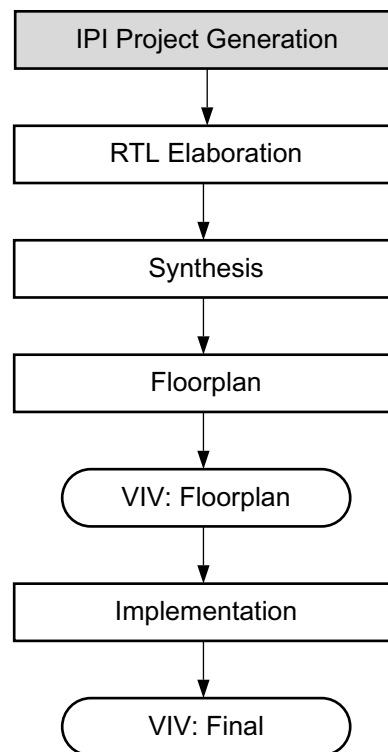 IPI Project Generation
RTL Elaboration
Synthesis
Floorplan
VIV: Floorplan
Implementation
VIV: Final